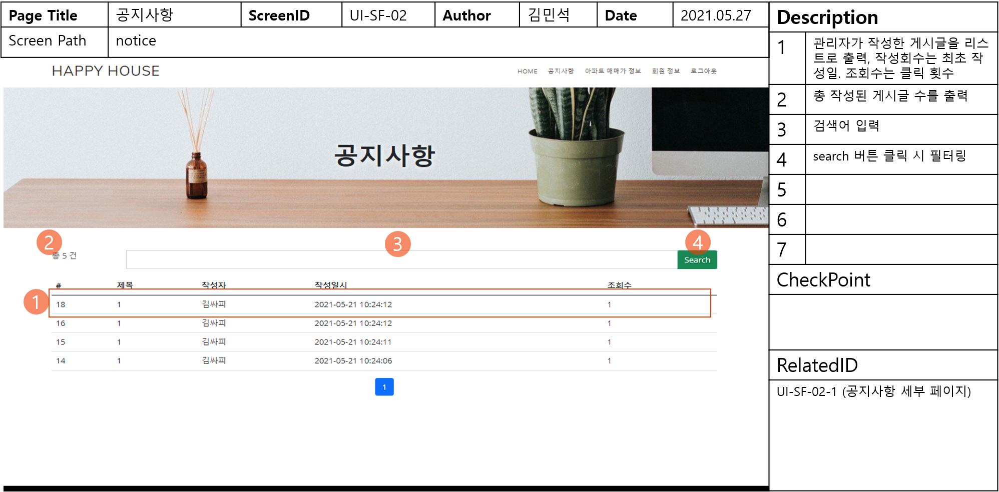 Page Title 공지사항 ScreenID UI-SF-02 Author 김민석 Date 2021.05.27
Screen Path notice
HAPPY HOUSE
HOME 공지사항 아파트 매매가 정보 회원 정보 로그아웃
공지사항
2
3
4
총 5 건
Search
# 제목 작성자 작성일시 조회수
1
18 1 김싸피 2021-05-21 10:24:12 1
16 1 김싸피 2021-05-21 10:24:12 1
15 1 김싸피 2021-05-21 10:24:11 1
14 1 김싸피 2021-05-21 10:24:06 1
1
Description
1 관리자가 작성한 게시글을 리스
트로 출력, 작성회수는 최초 작
성일. 조회수는 클릭 횟수
2 총 작성된 게시글 수를 출력
3 검색어 입력
4 search 버튼 클릭 시 필터링
5
6
7
CheckPoint
RelatedID
UI-SF-02-1 (공지사항 세부 페이지)